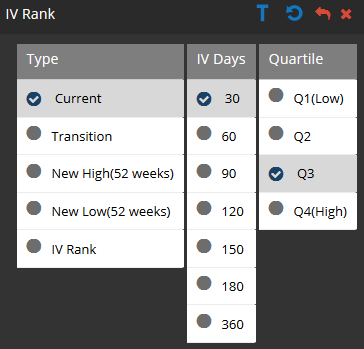 IV Rank
T
Type
Current
Transition
New High(52 weeks)
New Low(52 weeks)
IV Rank
IV Days
30
60
90
120
150
180
360
Quartile
Q1(Low)
Q2
Q3
Q4(High)